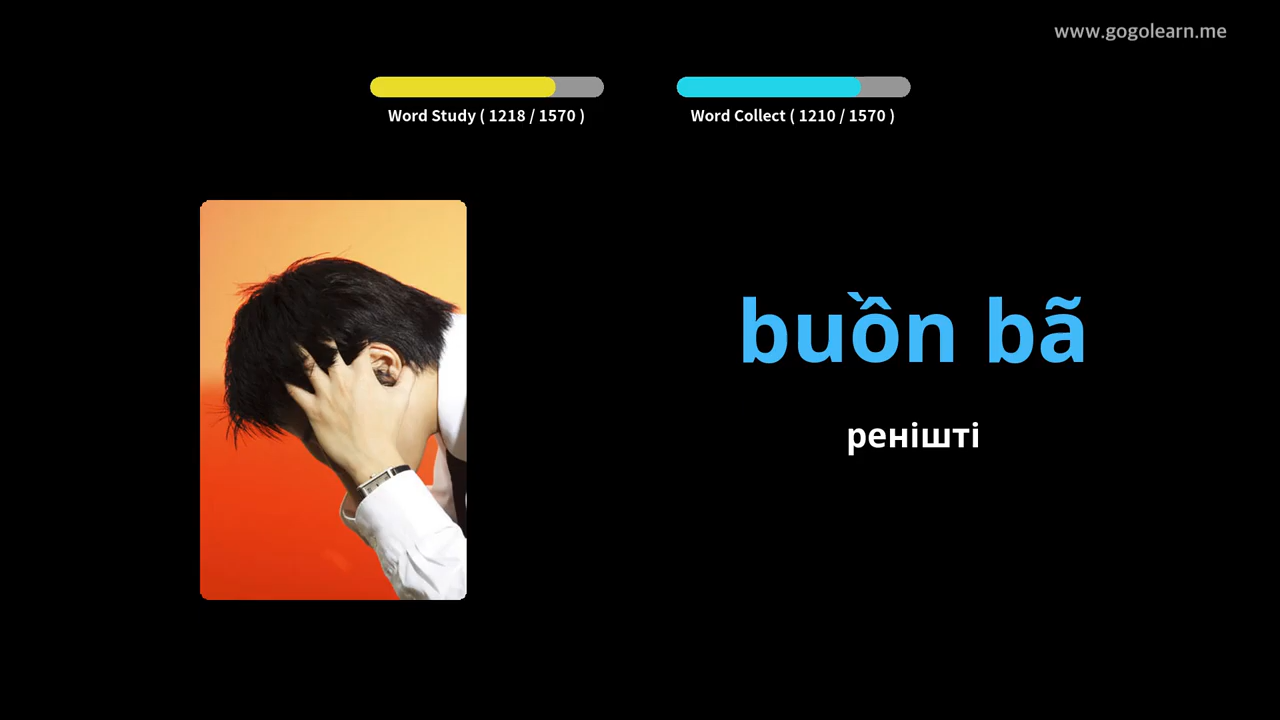 www.gogolearn.me
Word Study ( 1218 / 1570 )
Word Collect ( 1210 / 1570 )
buồn bã
ренішті